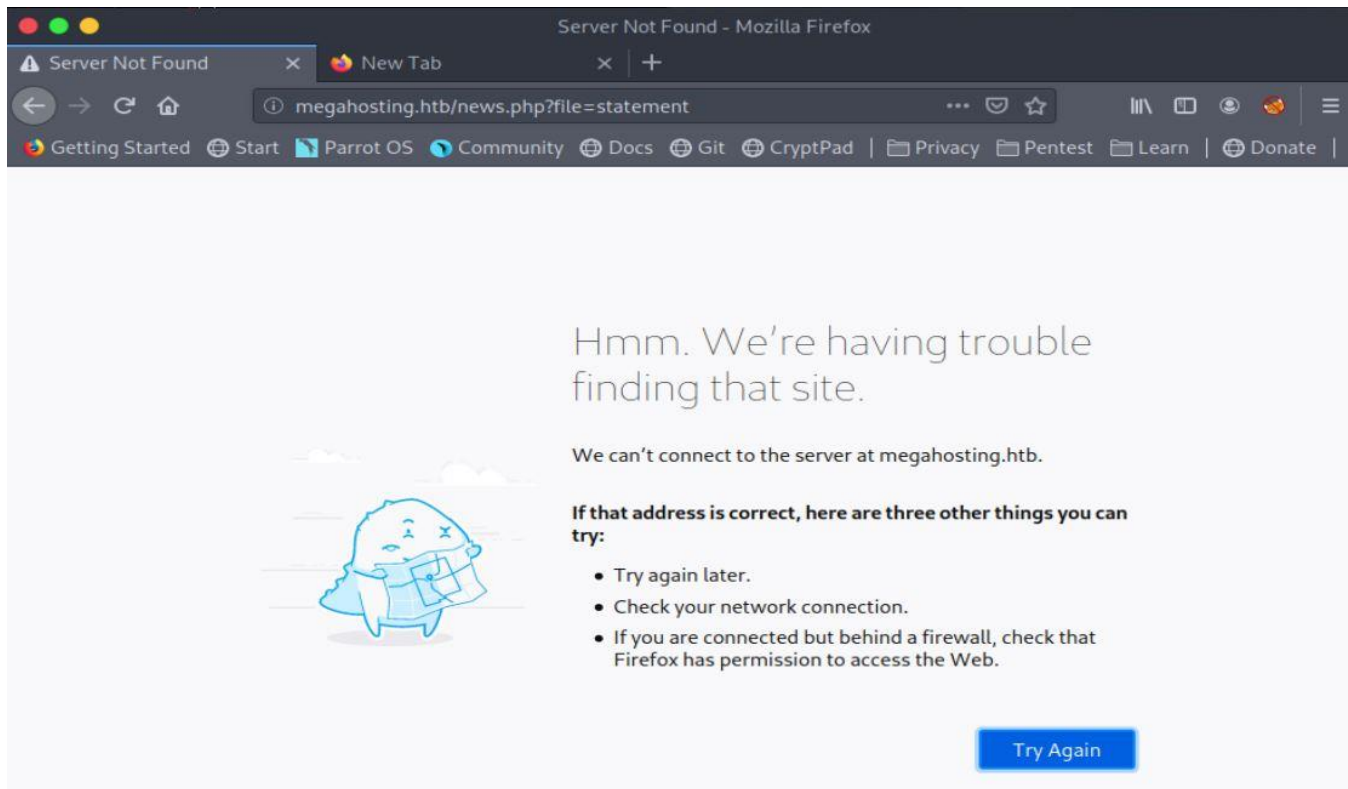 Server Not Found - Mozilla Firefox
Server Not Found
New Tab
megahosting.htb/news.php?file=statement
Getting Started Start Parrot OS Community Docs Git CryptPad | Privacy Pentest Learn | Donate |
Hmm. We're having trouble
finding that site.
We can't connect to the server at megahosting.htb.
If that address is correct, here are three other things you can
try:
• Try again later.
• Check your network connection.
• If you are connected but behind a firewall, check that
Firefox has permission to access the Web.
Try Again